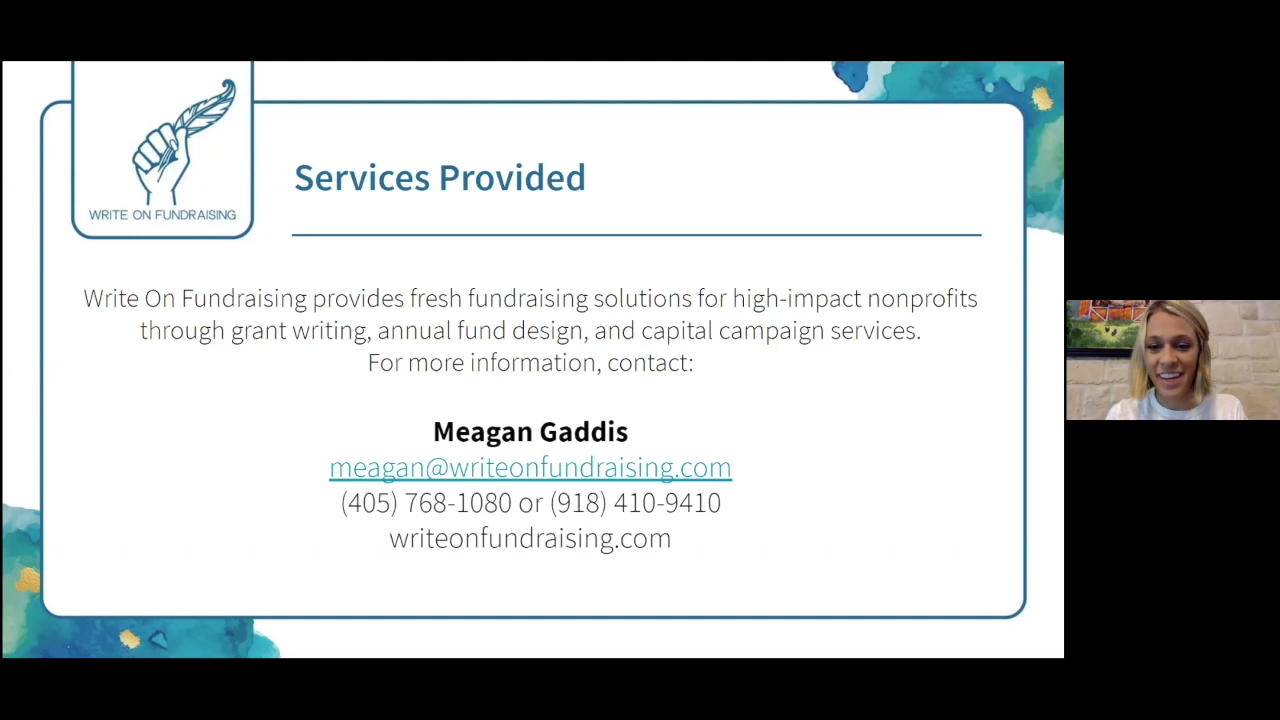 WRITE ON FUNDRAISING
Services Provided
Write On Fundraising provides fresh fundraising solutions for high-impact nonprofits
through grant writing, annual fund design, and capital campaign services.
For more information, contact:
Meagan Gaddis
meagan@writeonfundraising.com
(405) 768-1080 or (918) 410-9410
writeonfundraising.com